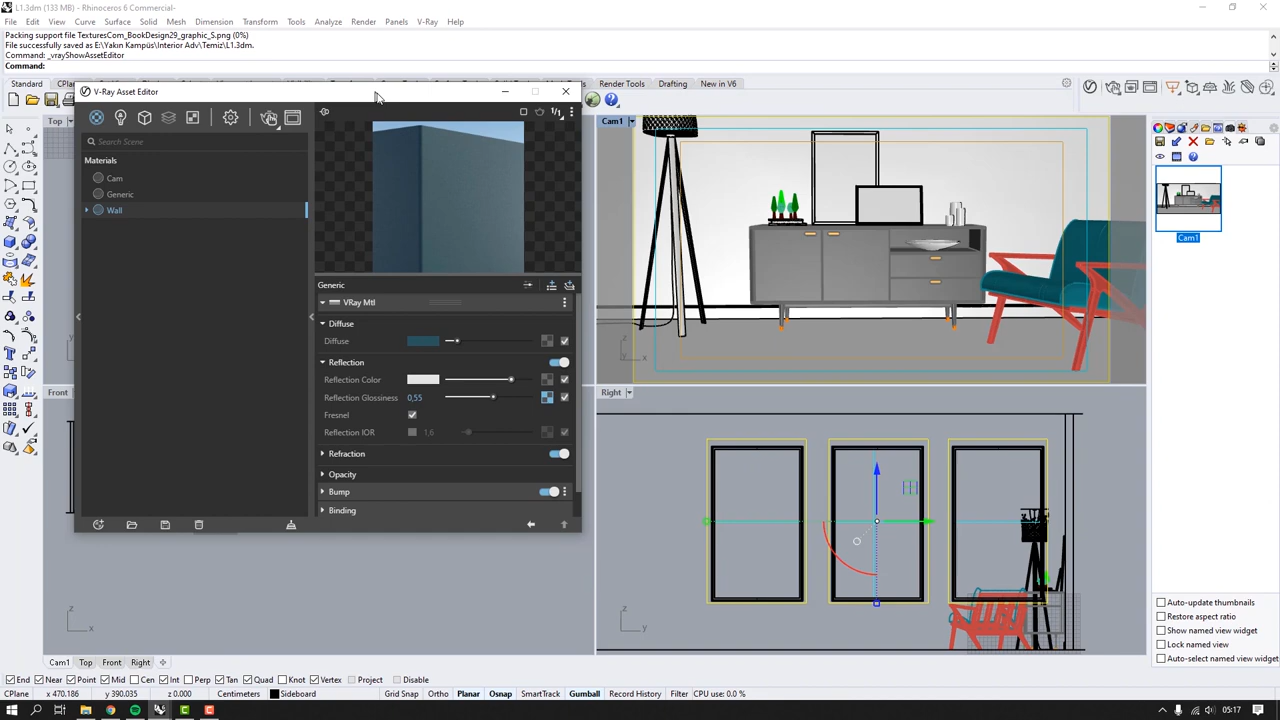 L1.3dm (133 MB) - Rhinoceros 6 Commercial-
File Edit View Curve Surface Solid Mesh Dimension Transform Tools Analyze Render Panels V-Ray Help
Packing support file TexturesCom_BookDesign29_graphic_S.png (0%)
File successfully saved as E:\Yakın Kampüs\Interior Adv\Temiz\L1.3dm.
Command: _vrayShowAssetEditor
Command:
Standard CPlan Render Tools Drafting New in V6
V-Ray Asset Editor
1/1
Top
Cam1
Search Scene
Materials
Cam
Generic
Wall
Cam1
Generic
VRay Mtl
Diffuse
Diffuse
Reflection
Reflection Color
Reflection Glossiness 0,55
Fresnel
Reflection IOR 1,6
Refraction
Opacity
Bump
Binding
z
x
Front
Right
z
x
z
y
Auto-update thumbnails
Restore aspect ratio
Show named view widget
Lock named view
Auto-select named view widget
Cam1 Top Front Right
End Near Point Mid Cen Int Perp Tan Quad Knot Vertex Project Disable
CPlane x 470.186 y 390.035 z 0.000 Centimeters Sideboard Grid Snap Ortho Planar Osnap SmartTrack Gumball Record History Filter CPU use: 0.0 %
05:17